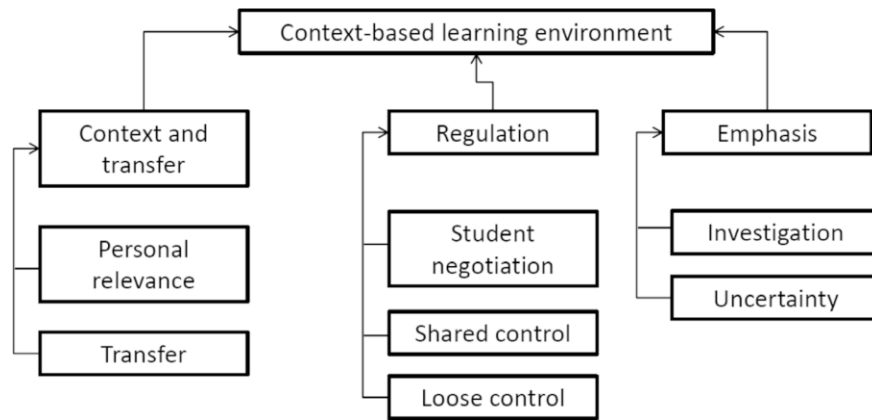 Context-based learning environment
Context and
transfer
Regulation
Emphasis
Personal
relevance
Student
negotiation
Investigation
Uncertainty
Transfer
Shared control
Loose control